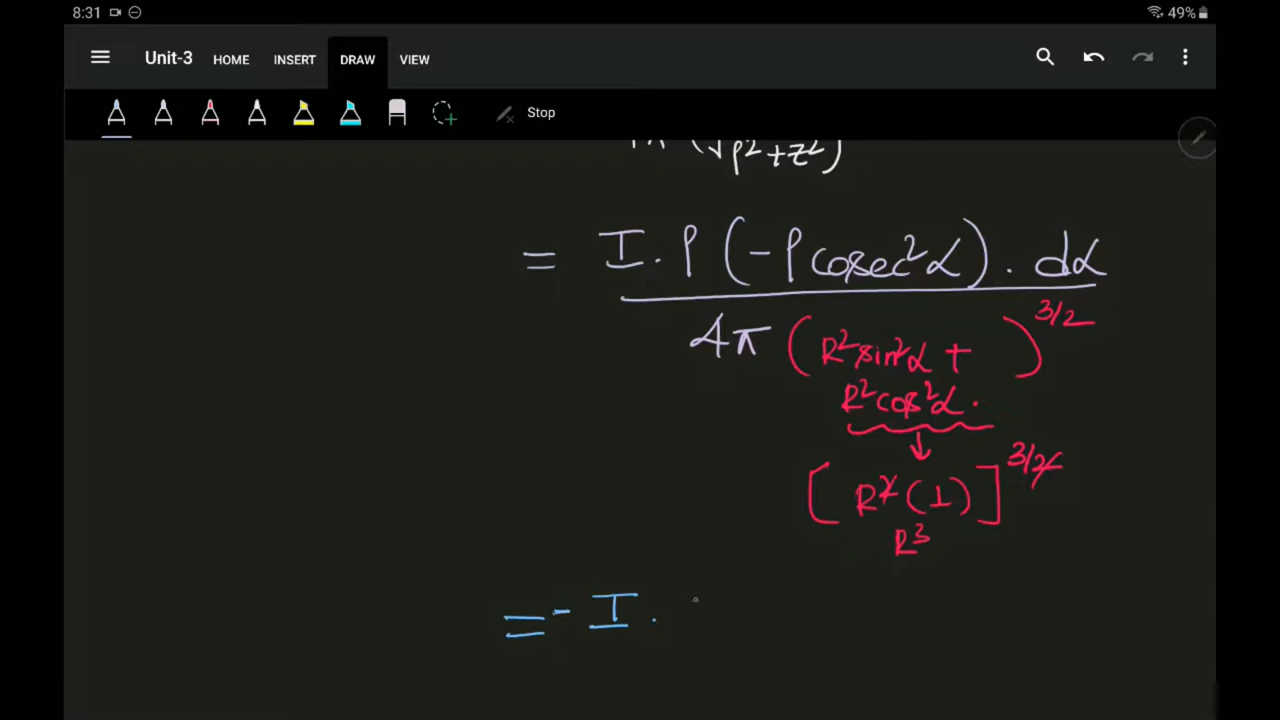 8:31 49%
Unit-3 HOME INSERT DRAW VIEW
Stop
(√ρ²+z²)
= I.ρ(-ρcosec²α).dα
4π (R²sin²α + )^3/2
R²cos²α.
[R²(1)]^3/2
R³
= - I.